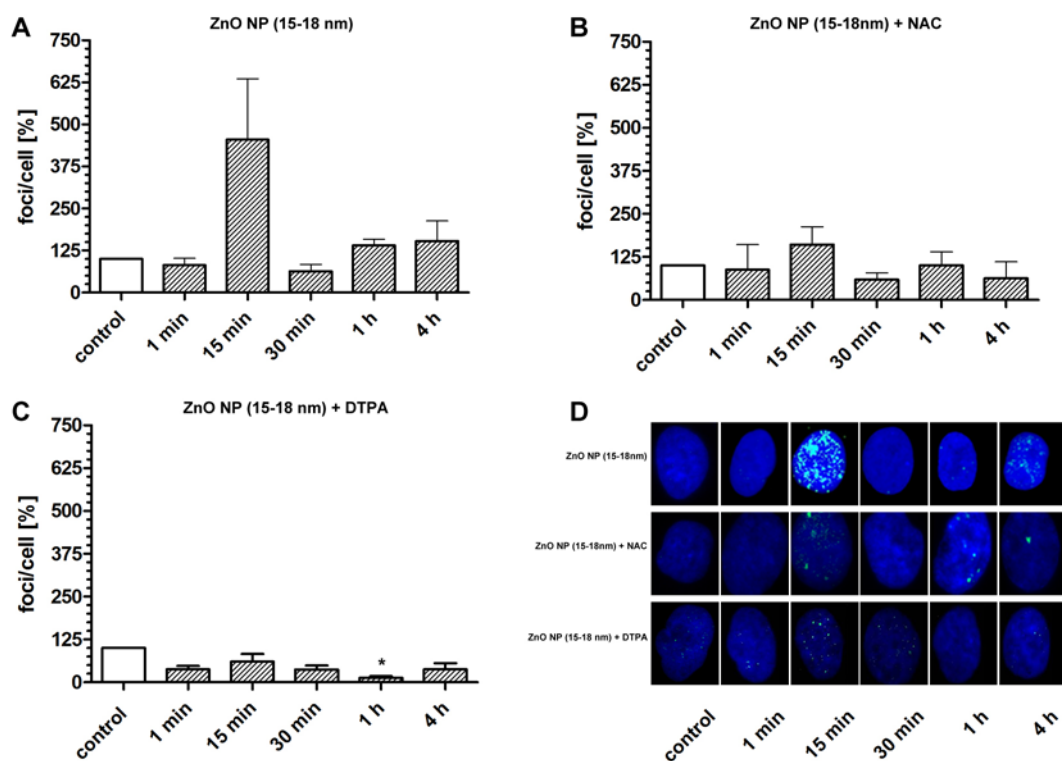 A
ZnO NP (15-18 nm)
foci/cell [%]
750
625
500
375
250
125
0
control
1 min
15 min
30 min
1 h
4 h
B
ZnO NP (15-18nm) + NAC
foci/cell [%]
750
625
500
375
250
125
0
control
1 min
15 min
30 min
1 h
4 h
C
ZnO NP (15-18 nm) + DTPA
foci/cell [%]
750
625
500
375
250
125
0
*
control
1 min
15 min
30 min
1 h
4 h
D
ZnO NP (15-18nm)
ZnO NP (15-18nm) + NAC
ZnO NP (15-18 nm) + DTPA
control
1 min
15 min
30 min
1 h
4 h